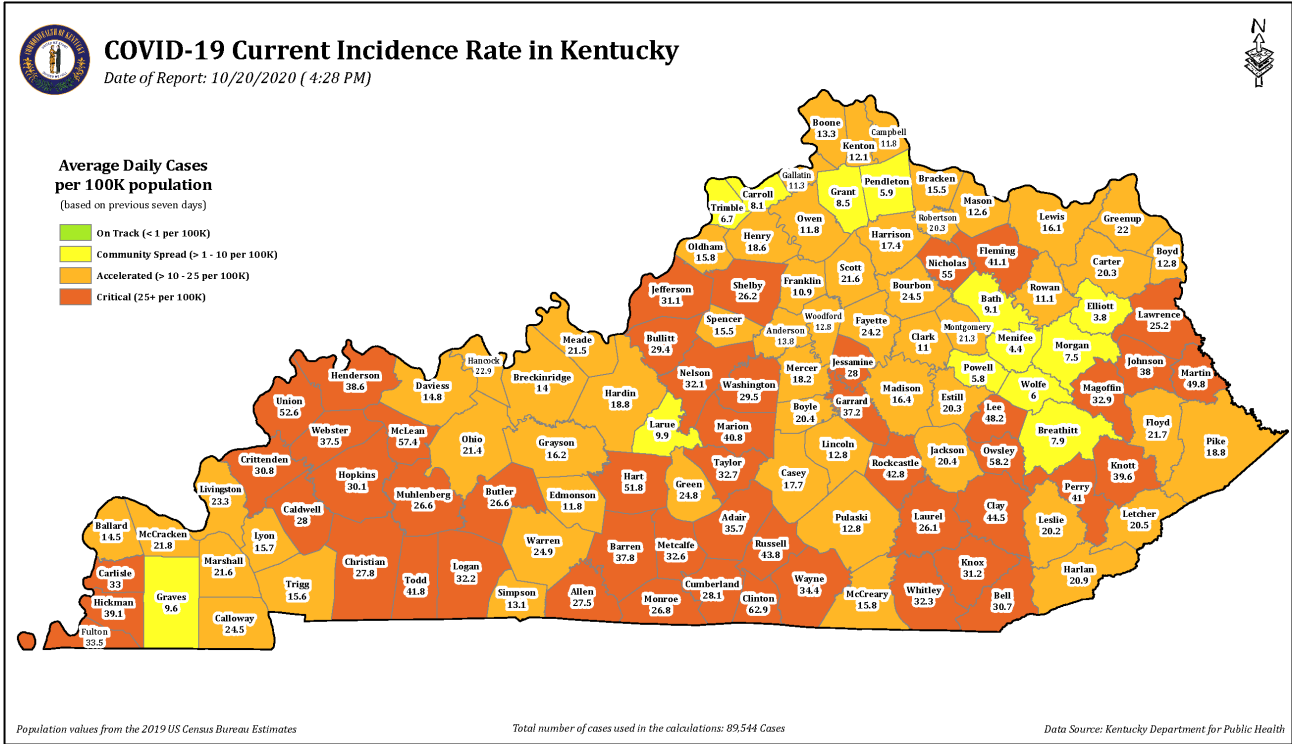 COVID-19 Current Incidence Rate in Kentucky
Date of Report: 10/20/2020 ( 4:28 PM)
N
Average Daily Cases
per 100K population
(based on previous seven days)
On Track (< 1 per 100K)
Community Spread (> 1 - 10 per 100K)
Accelerated (> 10 - 25 per 100K)
Critical (25+ per 100K)
Boone
13.3
Kenton
12.1
Campbell
11.8
Gallatin
11.3
Carroll
8.1
Trimble
6.7
Grant
8.5
Pendleton
5.9
Bracken
15.5
Mason
12.6
Robertson
20.3
Lewis
16.1
Greenup
22
Boyd
12.8
Carter
20.3
Owen
11.8
Henry
18.6
Oldham
15.8
Harrison
17.4
Nicholas
55
Fleming
41.1
Rowan
11.1
Elliott
3.8
Lawrence
25.2
Jefferson
31.1
Shelby
26.2
Franklin
10.9
Scott
21.6
Bourbon
24.5
Bath
9.1
Spencer
15.5
Anderson
13.8
Woodford
12.8
Fayette
24.2
Clark
11
Montgomery
21.3
Menifee
4.4
Morgan
7.5
Johnson
38
Martin
49.8
Bullitt
29.4
Meade
21.5
Hancock
22.9
Breckinridge
14
Hardin
18.8
Nelson
32.1
Washington
29.5
Mercer
18.2
Jessamine
28
Madison
16.4
Powell
5.8
Wolfe
6
Magoffin
32.9
Estill
20.3
Lee
48.2
Breathitt
7.9
Floyd
21.7
Pike
18.8
Henderson
38.6
Daviess
14.8
Union
52.6
Webster
37.5
McLean
57.4
Ohio
21.4
Grayson
16.2
Larue
9.9
Marion
40.8
Boyle
20.4
Garrard
37.2
Lincoln
12.8
Rockcastle
42.8
Jackson
20.4
Owsley
58.2
Knott
39.6
Perry
41
Crittenden
30.8
Hopkins
30.1
Muhlenberg
26.6
Butler
26.6
Edmonson
11.8
Hart
51.8
Green
24.8
Taylor
32.7
Casey
17.7
Pulaski
12.8
Laurel
26.1
Clay
44.5
Leslie
20.2
Letcher
20.5
Livingston
23.3
Caldwell
28
Lyon
15.7
Ballard
14.5
McCracken
21.8
Marshall
21.6
Carlisle
33
Graves
9.6
Hickman
39.1
Fulton
33.5
Calloway
24.5
Trigg
15.6
Christian
27.8
Todd
41.8
Logan
32.2
Warren
24.9
Simpson
13.1
Allen
27.5
Barren
37.8
Metcalfe
32.6
Adair
35.7
Russell
43.8
Monroe
26.8
Cumberland
28.1
Clinton
62.9
Wayne
34.4
McCreary
15.8
Whitley
32.3
Knox
31.2
Bell
30.7
Harlan
20.9
Population values from the 2019 US Census Bureau Estimates
Total number of cases used in the calculations: 89,544 Cases
Data Source: Kentucky Department for Public Health